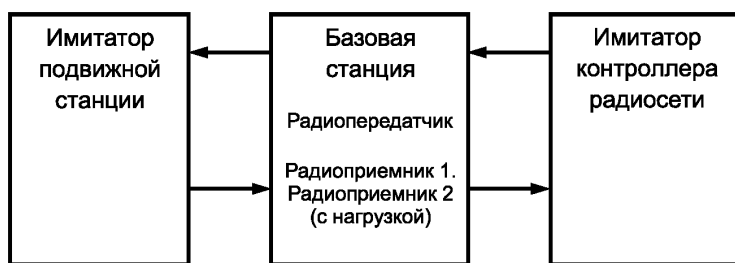 Имитатор
подвижной
станции
Базовая
станция
Радиопередатчик
Радиоприемник 1.
Радиоприемник 2
(с нагрузкой)
Имитатор
контроллера
радиосети